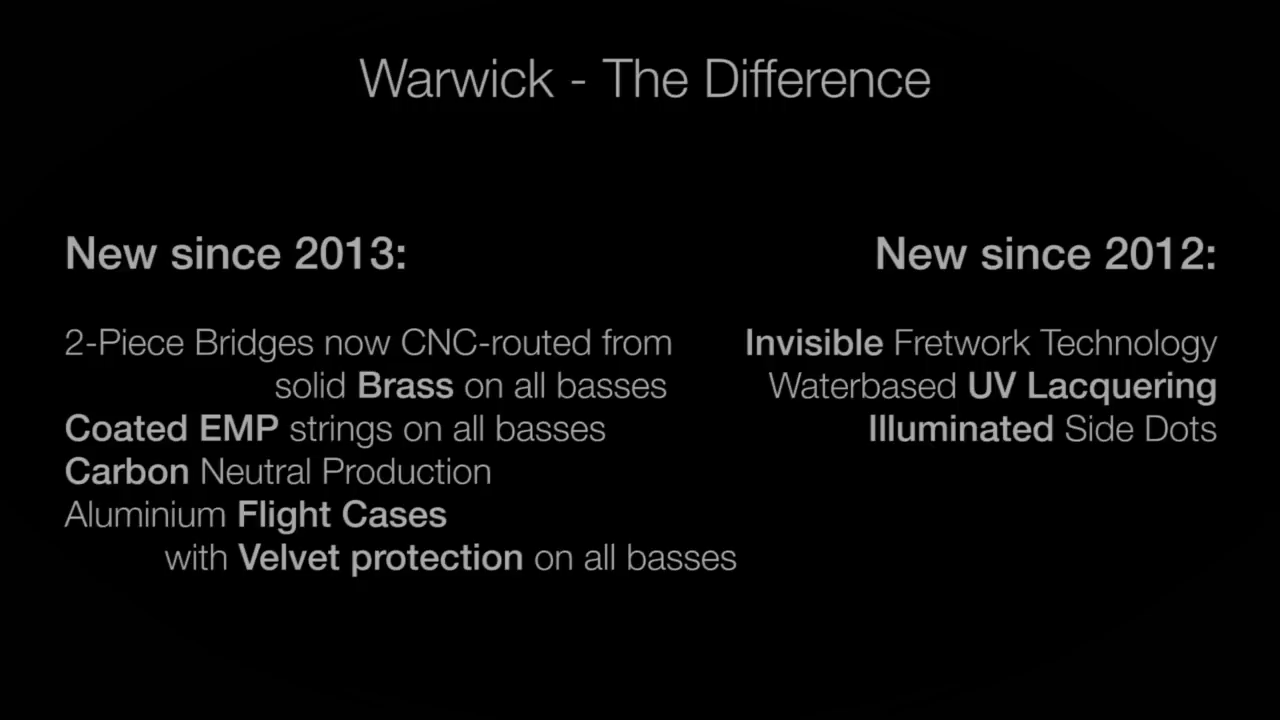 Warwick - The Difference
New since 2013:
2-Piece Bridges now CNC-routed from
solid Brass on all basses
Coated EMP strings on all basses
Carbon Neutral Production
Aluminium Flight Cases
with Velvet protection on all basses
New since 2012:
Invisible Fretwork Technology
Waterbased UV Lacquering
Illuminated Side Dots